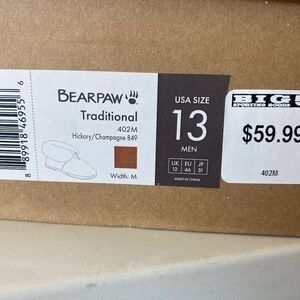 8 89918 46955 6
BEARPAW
Traditional
402M
Hickory/Champagne 849
Width: M
USA SIZE
13
MEN
UK EU JP
12 46 31
MADE IN CHINA
BIG 5
SPORTING GOODS
$59.99
402M